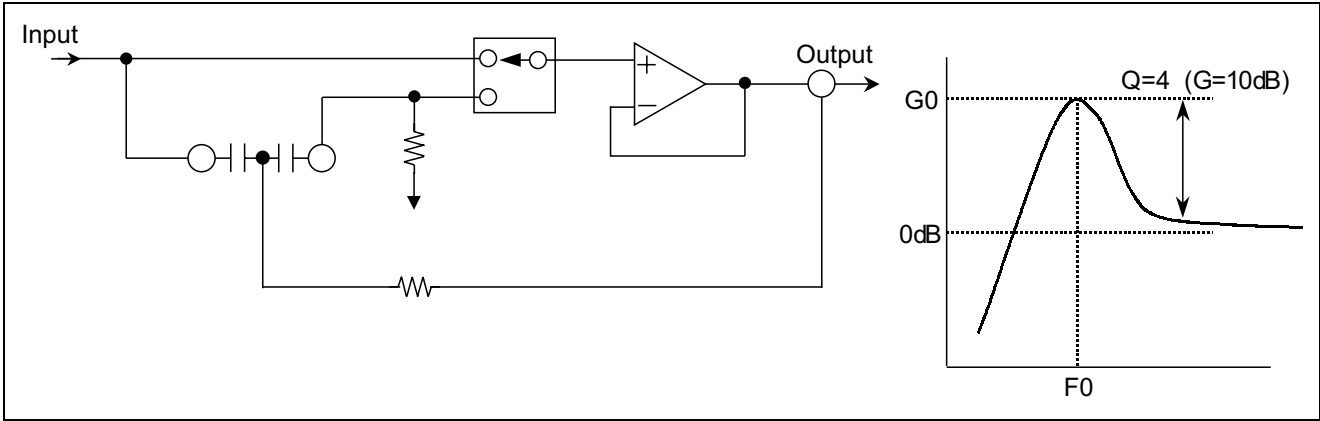 Input
Output
+
−
Q=4 (G=10dB)
G0
0dB
F0